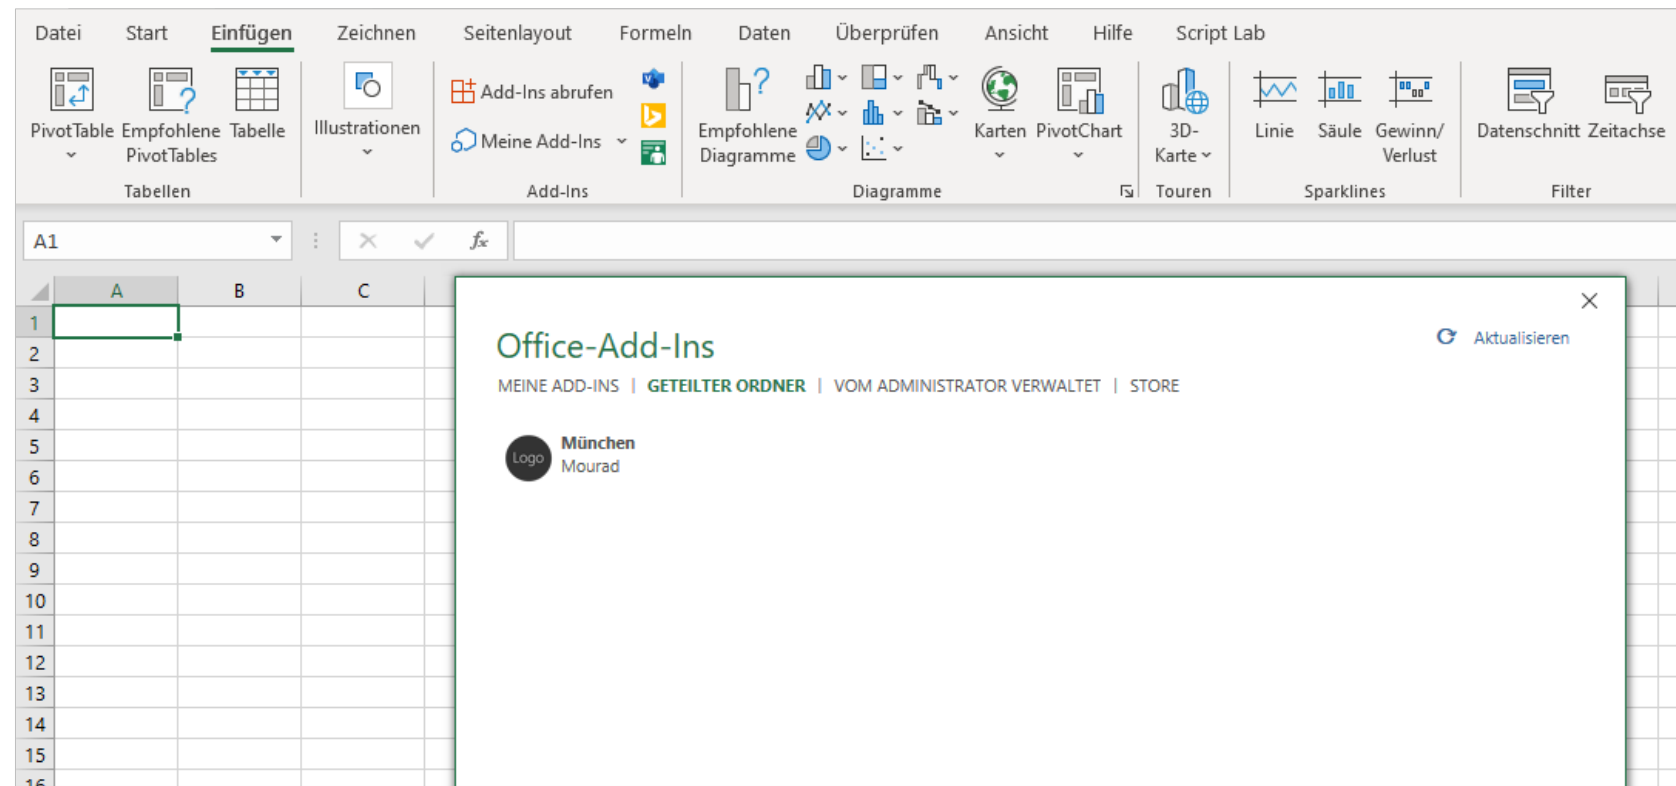 Datei Start Einfügen Zeichnen Seitenlayout Formeln Daten Überprüfen Ansicht Hilfe Script Lab
PivotTable
Empfohlene
PivotTables
Tabelle
Illustrationen
Add-Ins abrufen
Meine Add-Ins
Empfohlene
Diagramme
Karten
PivotChart
3D-
Karte
Linie
Säule
Gewinn/
Verlust
Datenschnitt
Zeitachse
Tabellen
Add-Ins
Diagramme
Touren
Sparklines
Filter
A1
fx
A B C
Office-Add-Ins
Aktualisieren
MEINE ADD-INS | GETEILTER ORDNER | VOM ADMINISTRATOR VERWALTET | STORE
Logo
München
Mourad
1
2
3
4
5
6
7
8
9
10
11
12
13
14
15
16